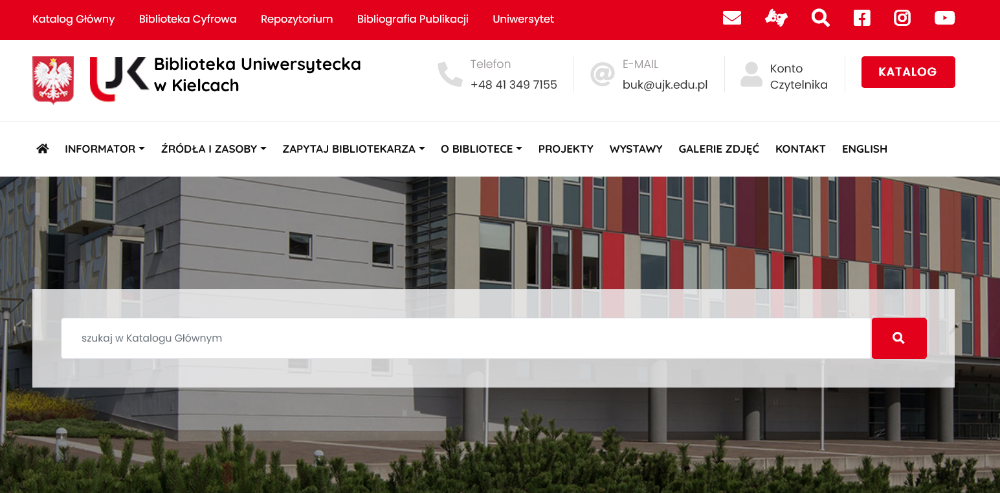 Katalog Główny Biblioteka Cyfrowa Repozytorium Bibliografia Publikacji Uniwersytet
UJK
Biblioteka Uniwersytecka
w Kielcach
Telefon
+48 41 349 7155
E-MAIL
buk@ujk.edu.pl
Konto
Czytelnika
KATALOG
INFORMATOR ŹRÓDŁA I ZASOBY ZAPYTAJ BIBLIOTEKARZA O BIBLIOTECE PROJEKTY WYSTAWY GALERIE ZDJĘĆ KONTAKT ENGLISH
szukaj w Katalogu Głównym